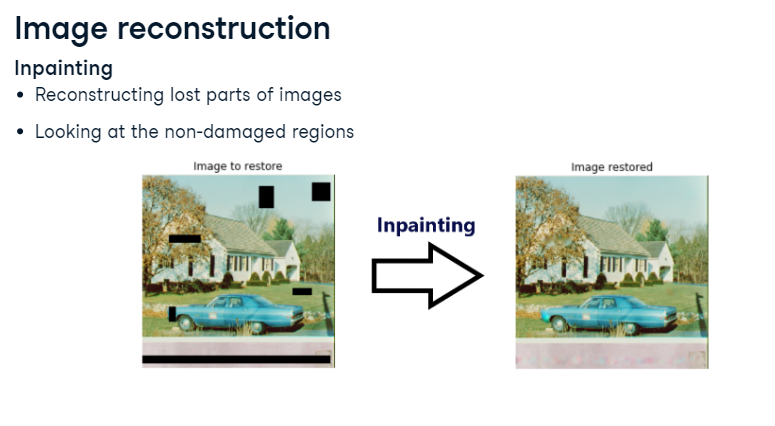 Image reconstruction
Inpainting
• Reconstructing lost parts of images
• Looking at the non-damaged regions
Image to restore
Inpainting
Image restored